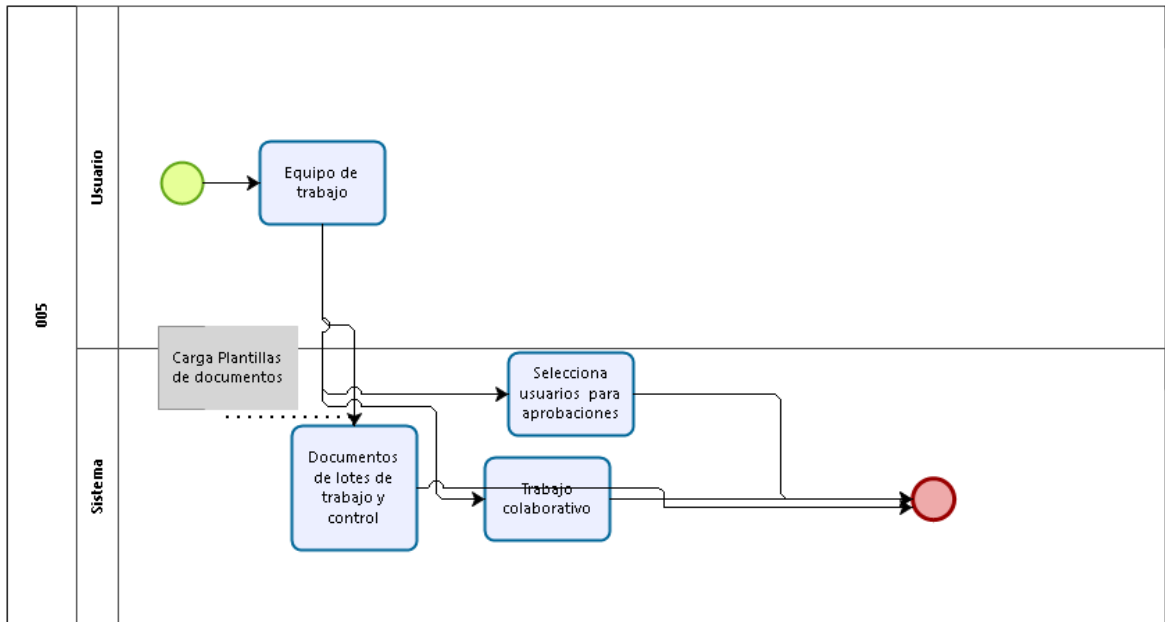 005
Usuario
Equipo de
trabajo
Sistema
Carga Plantillas
de documentos
Selecciona
usuarios para
aprobaciones
Documentos
de lotes de
trabajo y
control
Trabajo
colaborativo